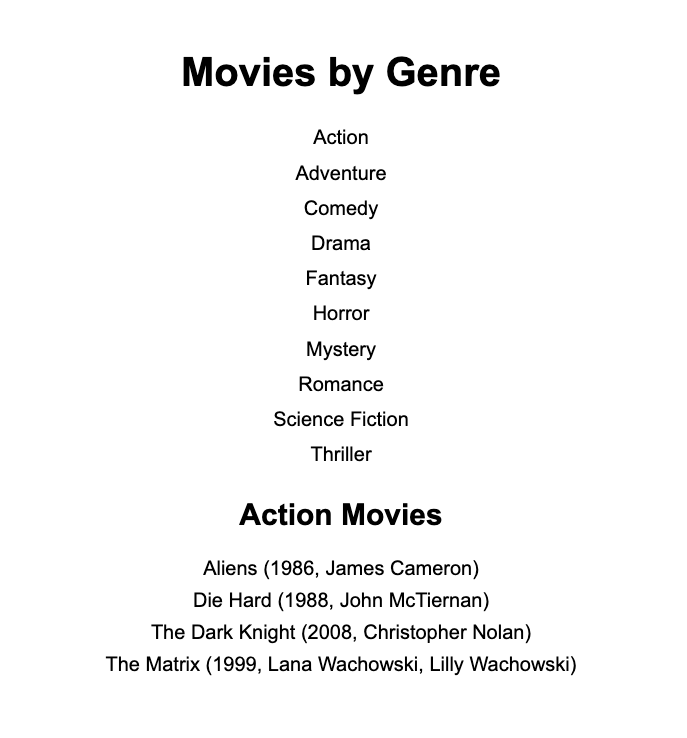 Movies by Genre
Action
Adventure
Comedy
Drama
Fantasy
Horror
Mystery
Romance
Science Fiction
Thriller
Action Movies
Aliens (1986, James Cameron)
Die Hard (1988, John McTiernan)
The Dark Knight (2008, Christopher Nolan)
The Matrix (1999, Lana Wachowski, Lilly Wachowski)